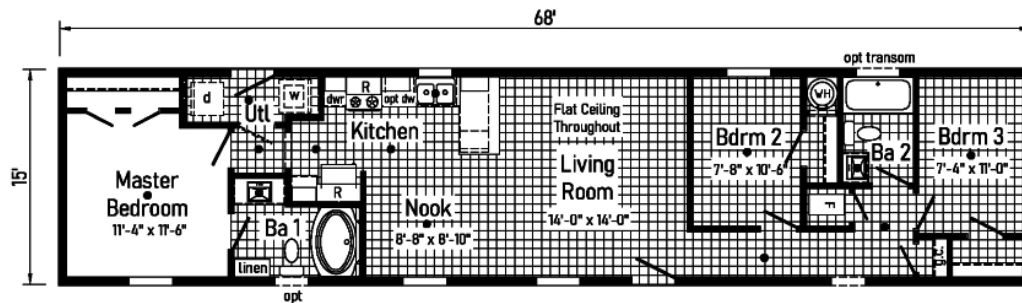 68'
opt transom
15'
d
Utl
W
R
dwr
opt dw
Kitchen
Flat Ceiling
Throughout
Living
Room
14'-0" x 14'-0"
Bdrm 2
7'-8" x 10'-6
WH
Ba 2
Bdrm 3
7'-4" x 11'-0"
Master
Bedroom
11'-4" x 11'-6"
R
Nook
8'-8" x 8'-10"
F
Ba 1
linen
opt